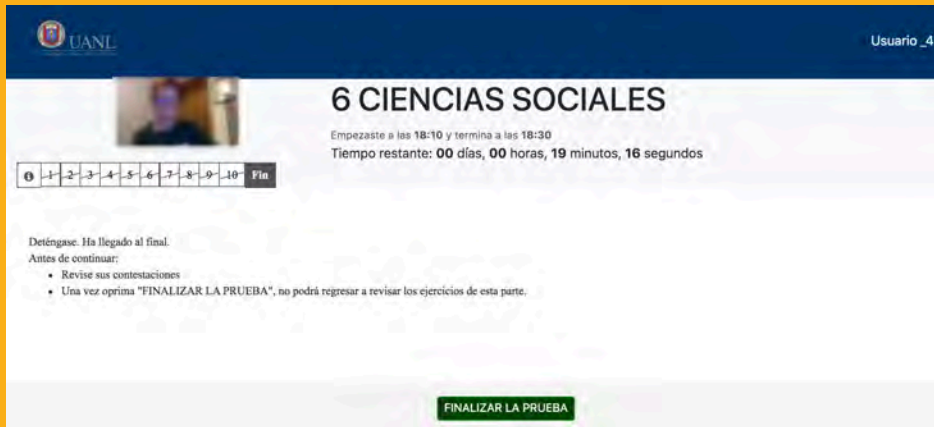 UANL
Usuario _4
6 CIENCIAS SOCIALES
Empezaste a las 18:10 y termina a las 18:30
Tiempo restante: 00 días, 00 horas, 19 minutos, 16 segundos
1 2 3 4 5 6 7 8 9 10 Fin
Deténgase. Ha llegado al final.
Antes de continuar:
• Revise sus contestaciones
• Una vez oprima "FINALIZAR LA PRUEBA", no podrá regresar a revisar los ejercicios de esta parte.
FINALIZAR LA PRUEBA